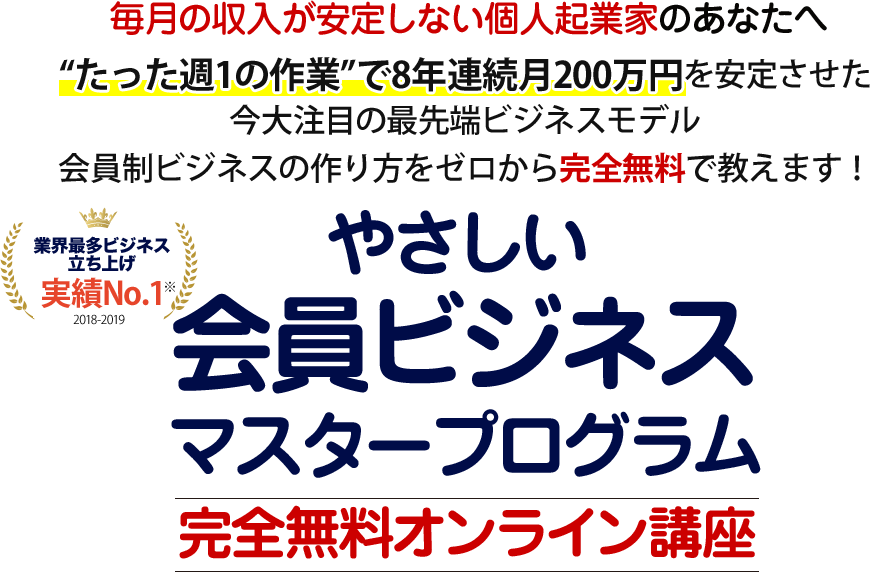 毎月の収入が安定しない個人起業家のあなたへ
“たった週1の作業”で8年連続月200万円を安定させた
今大注目の最先端ビジネスモデル
会員制ビジネスの作り方をゼロから完全無料で教えます！
業界最多ビジネス
立ち上げ
実績No.1※
2018-2019
やさしい
会員ビジネス
マスタープログラム
完全無料オンライン講座